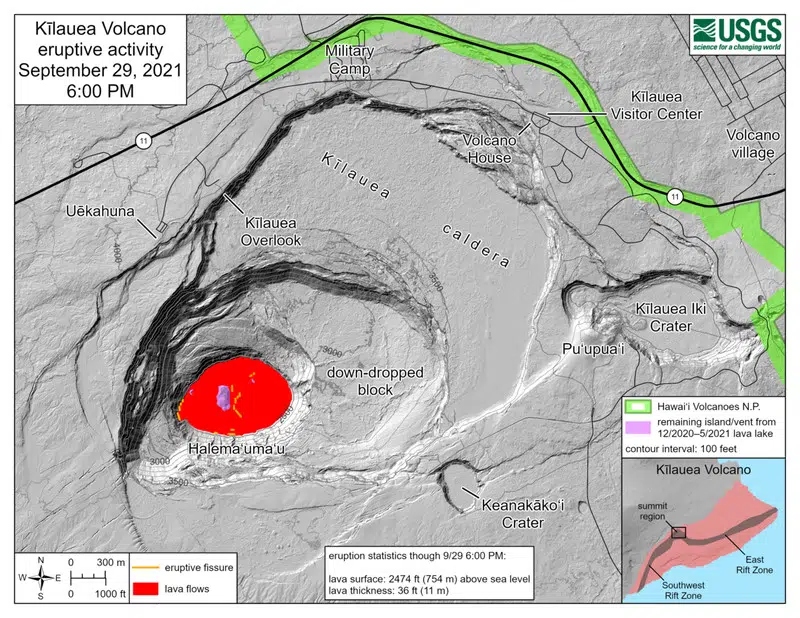 Kīlauea Volcano
eruptive activity
September 29, 2021
6:00 PM
USGS
science for a changing world
Military
Camp
Kīlauea
Visitor Center
Volcano
House
Volcano
village
11
11
Kīlauea
caldera
Uēkahuna
Kīlauea
Overlook
4000
3500
3000
Kīlauea Iki
Crater
Puʻupuaʻi
down-dropped
block
Halemaʻumaʻu
3000
3500
Keanakākoʻi
Crater
Hawaiʻi Volcanoes N.P.
remaining island/vent from
12/2020–5/2021 lava lake
contour interval: 100 feet
Kīlauea Volcano
summit
region
East
Rift Zone
Southwest
Rift Zone
N
W E
S
0 300 m
0 1000 ft
eruptive fissure
lava flows
eruption statistics though 9/29 6:00 PM:
lava surface: 2474 ft (754 m) above sea level
lava thickness: 36 ft (11 m)